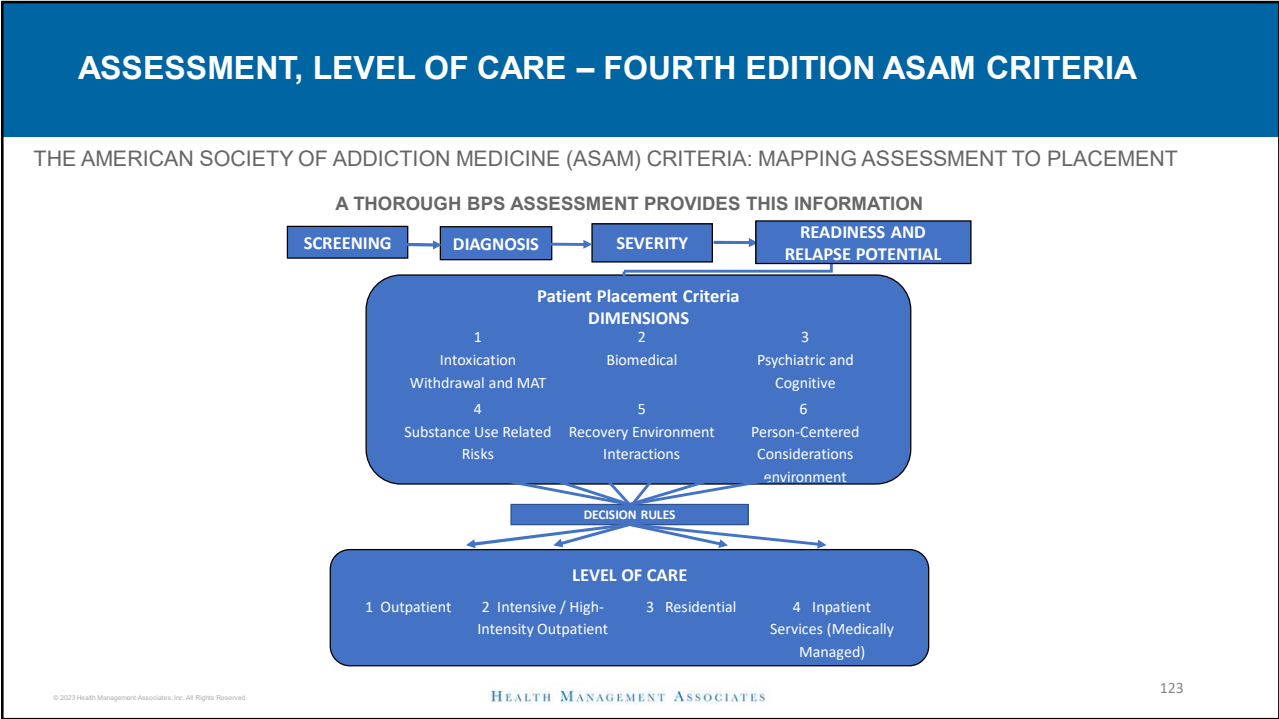 ASSESSMENT, LEVEL OF CARE – FOURTH EDITION ASAM CRITERIA
THE AMERICAN SOCIETY OF ADDICTION MEDICINE (ASAM) CRITERIA: MAPPING ASSESSMENT TO PLACEMENT
A THOROUGH BPS ASSESSMENT PROVIDES THIS INFORMATION
SCREENING
DIAGNOSIS
SEVERITY
READINESS AND
RELAPSE POTENTIAL
Patient Placement Criteria
DIMENSIONS
1
Intoxication
Withdrawal and MAT
2
Biomedical
3
Psychiatric and
Cognitive
4
Substance Use Related
Risks
5
Recovery Environment
Interactions
6
Person-Centered
Considerations
environment
DECISION RULES
LEVEL OF CARE
1 Outpatient
2 Intensive / High-
Intensity Outpatient
3 Residential
4 Inpatient
Services (Medically
Managed)
© 2023 Health Management Associates. Inc. All Rights Reserved.
HEALTH MANAGEMENT ASSOCIATES
123